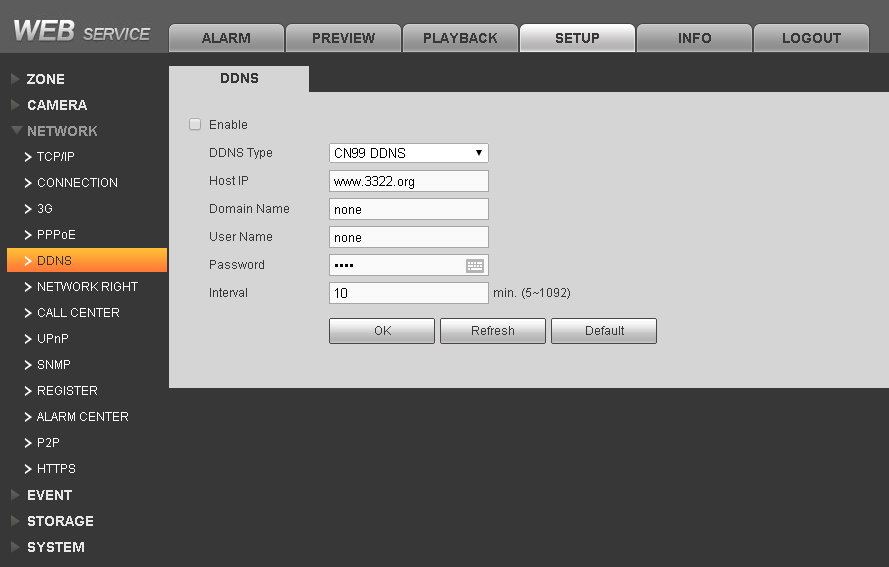 WEB SERVICE
ALARM
PREVIEW
PLAYBACK
SETUP
INFO
LOGOUT
ZONE
CAMERA
NETWORK
TCP/IP
CONNECTION
3G
PPPoE
DDNS
NETWORK RIGHT
CALL CENTER
UPnP
SNMP
REGISTER
ALARM CENTER
P2P
HTTPS
EVENT
STORAGE
SYSTEM
DDNS
Enable
DDNS Type CN99 DDNS
Host IP www.3322.org
Domain Name none
User Name none
Password ••••
Interval 10 min. (5~1092)
OK Refresh Default